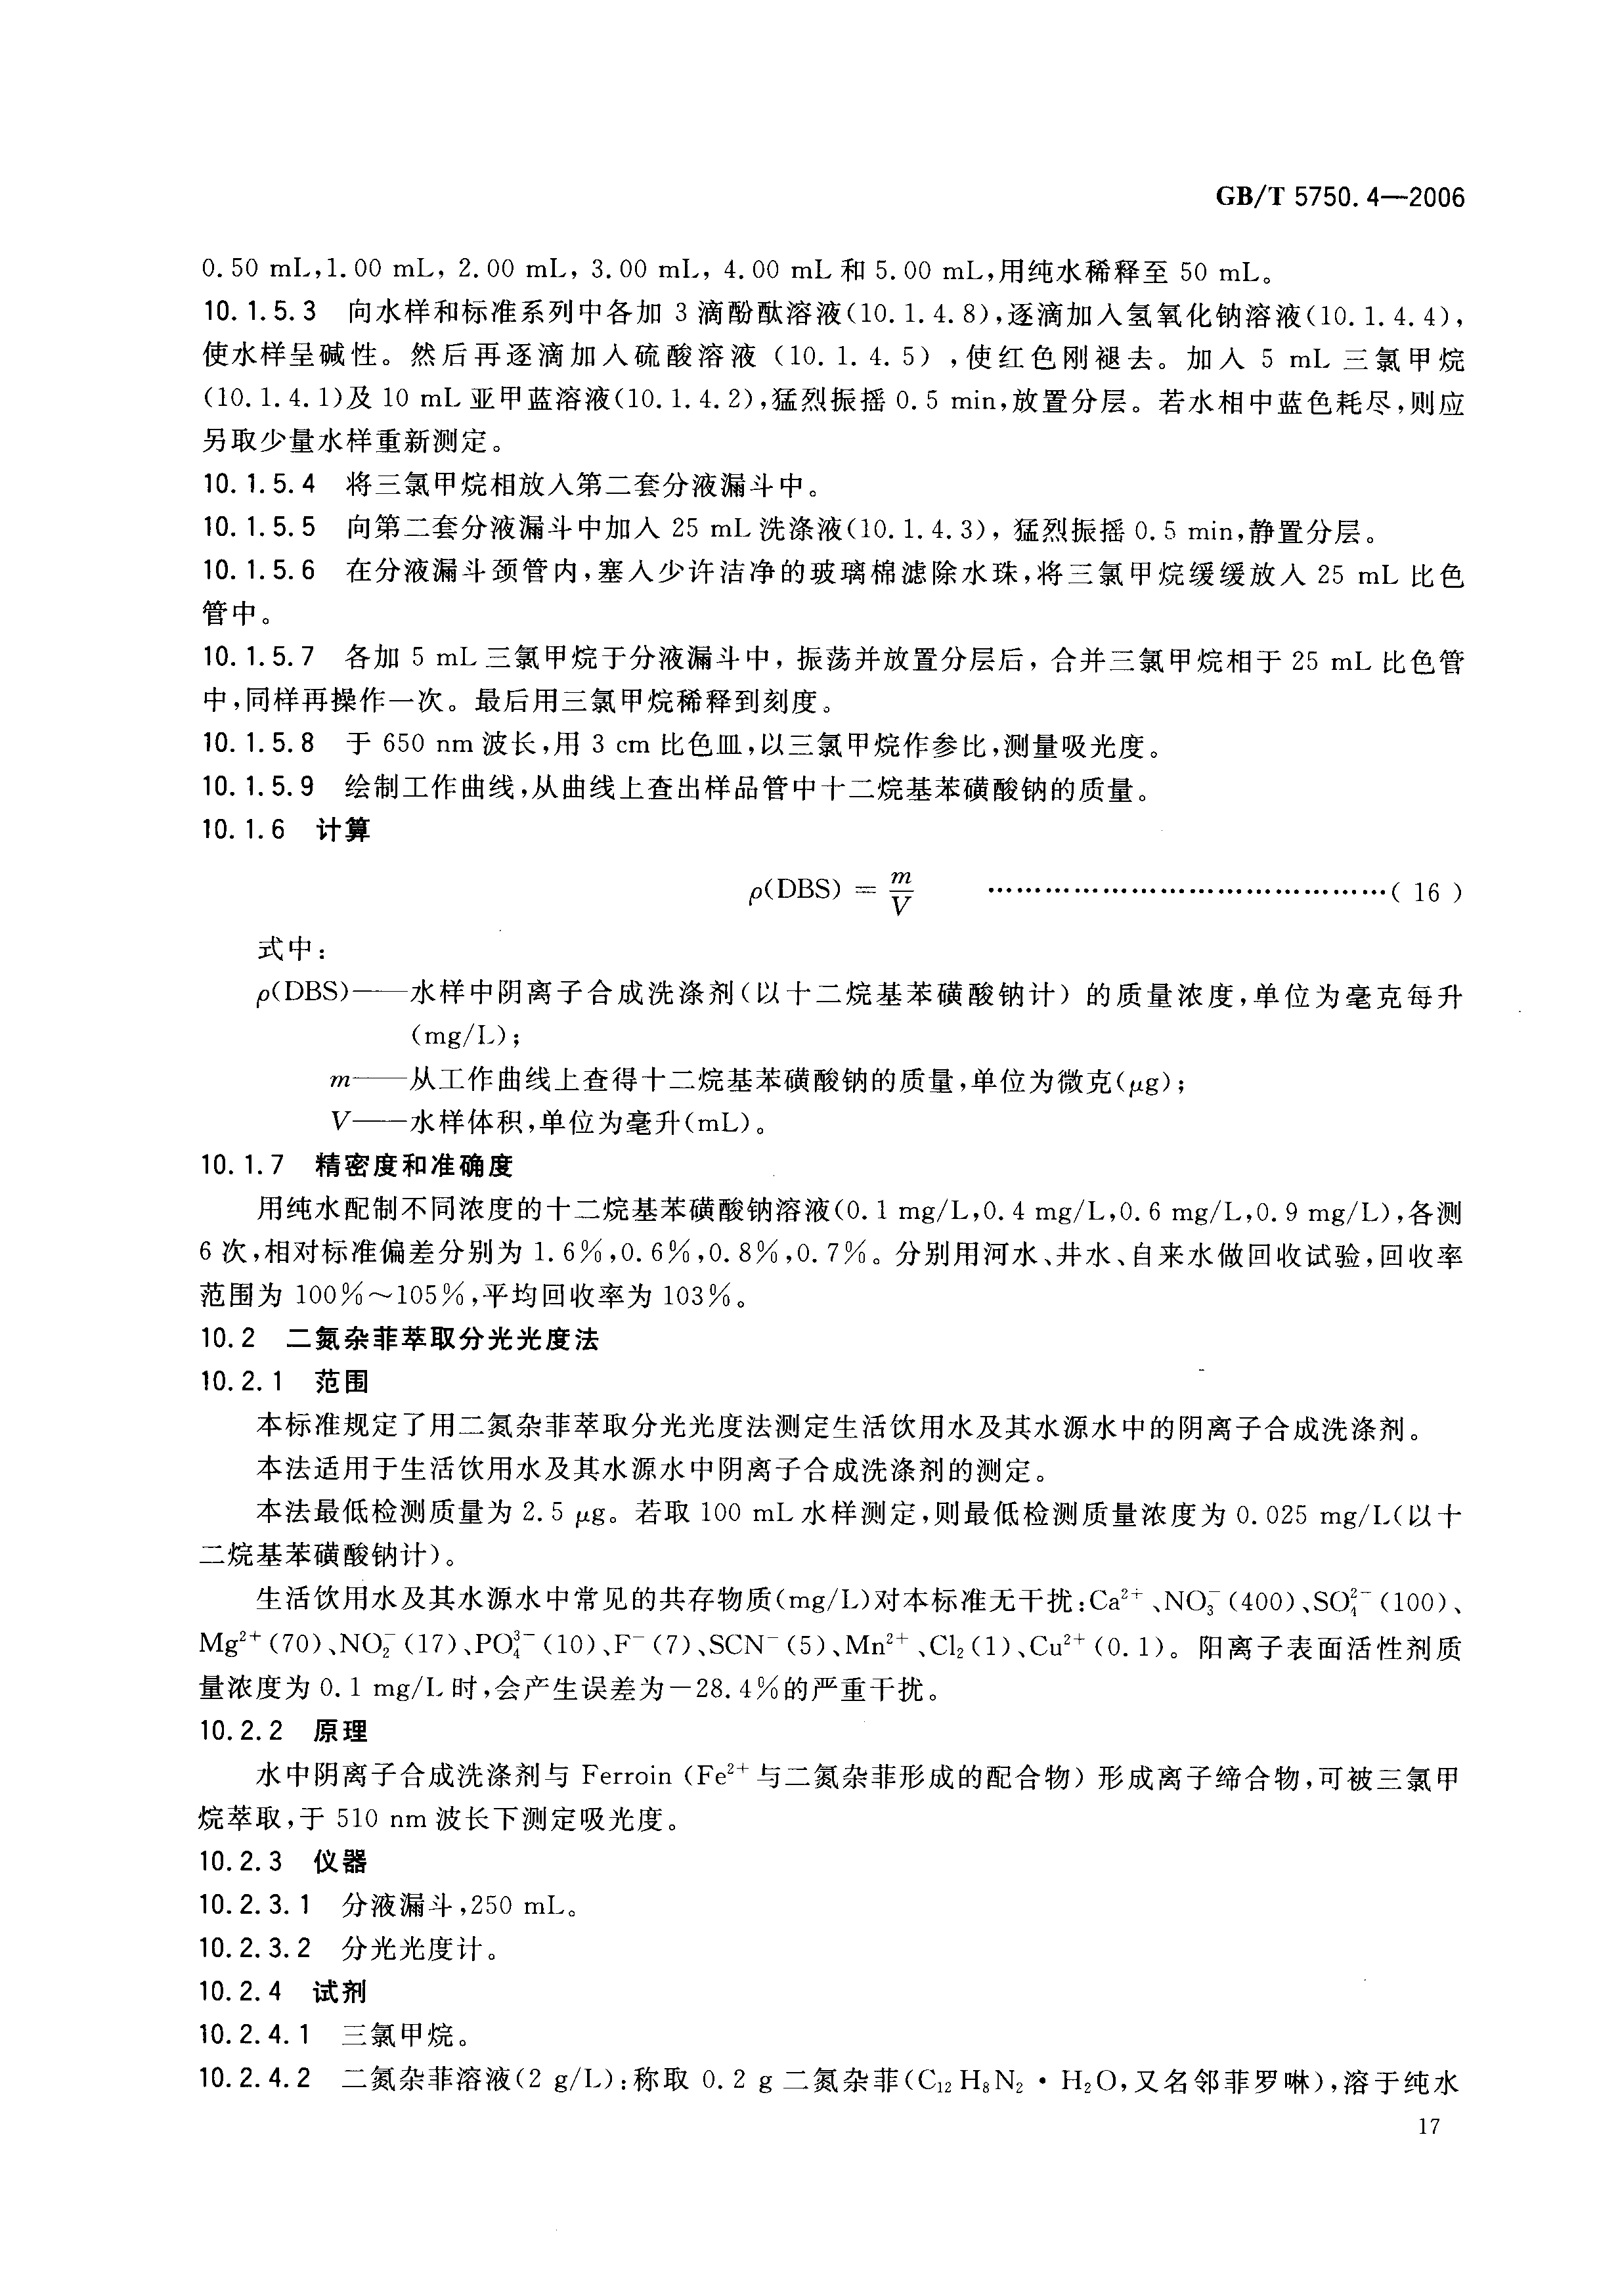 GB/T 5750.4—2006
0.50 mL,1.00 mL, 2.00 mL, 3.00 mL, 4.00 mL 和 5.00 mL,用纯水稀释至 50 mL。
10.1.5.3 向水样和标准系列中各加 3 滴酚酞溶液(10.1.4.8),逐滴加入氢氧化钠溶液(10.1.4.4),
使水样呈碱性。然后再逐滴加入硫酸溶液 (10.1.4.5) ,使红色刚褪去。加入 5 mL 三氯甲烷
(10.1.4.1)及 10 mL 亚甲蓝溶液(10.1.4.2),猛烈振摇 0.5 min,放置分层。若水相中蓝色耗尽,则应
另取少量水样重新测定。
10.1.5.4 将三氯甲烷相放入第二套分液漏斗中。
10.1.5.5 向第二套分液漏斗中加入 25 mL 洗涤液(10.1.4.3), 猛烈振摇 0.5 min,静置分层。
10.1.5.6 在分液漏斗颈管内,塞入少许洁净的玻璃棉滤除水珠,将三氯甲烷缓缓放入 25 mL 比色
管中。
10.1.5.7 各加 5 mL 三氯甲烷于分液漏斗中, 振荡并放置分层后, 合并三氯甲烷相于 25 mL 比色管
中,同样再操作一次。最后用三氯甲烷稀释到刻度。
10.1.5.8 于 650 nm 波长,用 3 cm 比色皿,以三氯甲烷作参比,测量吸光度。
10.1.5.9 绘制工作曲线,从曲线上查出样品管中十二烷基苯磺酸钠的质量。
10.1.6 计算
ρ(DBS) = m/V ……………………………………( 16 )
式中:
ρ(DBS)——水样中阴离子合成洗涤剂(以十二烷基苯磺酸钠计) 的质量浓度,单位为毫克每升
(mg/L);
m——从工作曲线上查得十二烷基苯磺酸钠的质量,单位为微克(μg);
V——水样体积,单位为毫升(mL)。
10.1.7 精密度和准确度
用纯水配制不同浓度的十二烷基苯磺酸钠溶液(0.1 mg/L,0.4 mg/L,0.6 mg/L,0.9 mg/L),各测
6 次,相对标准偏差分别为 1.6%,0.6%,0.8%,0.7%。分别用河水、井水、自来水做回收试验,回收率
范围为 100%～105%,平均回收率为 103%。
10.2 二氮杂菲萃取分光光度法
10.2.1 范围
本标准规定了用二氮杂菲萃取分光光度法测定生活饮用水及其水源水中的阴离子合成洗涤剂。
本法适用于生活饮用水及其水源水中阴离子合成洗涤剂的测定。
本法最低检测质量为 2.5 μg。若取 100 mL 水样测定,则最低检测质量浓度为 0.025 mg/L(以十
二烷基苯磺酸钠计)。
生活饮用水及其水源水中常见的共存物质(mg/L)对本标准无干扰:Ca²⁺、NO₃⁻(400)、SO₄²⁻(100)、
Mg²⁺(70)、NO₂⁻(17)、PO₄³⁻(10)、F⁻(7)、SCN⁻(5)、Mn²⁺、Cl₂(1)、Cu²⁺(0.1)。阳离子表面活性剂质
量浓度为 0.1 mg/L 时,会产生误差为－28.4%的严重干扰。
10.2.2 原理
水中阴离子合成洗涤剂与 Ferroin (Fe²⁺与二氮杂菲形成的配合物) 形成离子缔合物,可被三氯甲
烷萃取,于 510 nm 波长下测定吸光度。
10.2.3 仪器
10.2.3.1 分液漏斗,250 mL。
10.2.3.2 分光光度计。
10.2.4 试剂
10.2.4.1 三氯甲烷。
10.2.4.2 二氮杂菲溶液(2 g/L):称取 0.2 g 二氮杂菲(C₁₂H₈N₂·H₂O,又名邻菲罗啉),溶于纯水
17